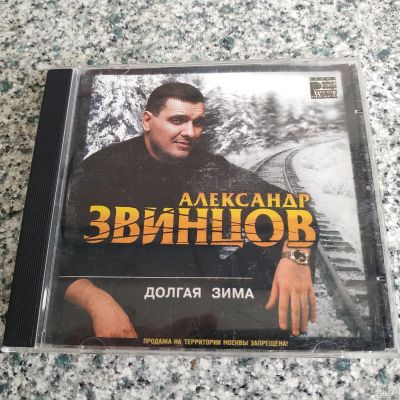 АЛЕКСАНДР
ЗВИНЦОВ
ДОЛГАЯ ЗИМА
ПРОДАЖА НА ТЕРРИТОРИИ МОСКВЫ ЗАПРЕЩЕНА!